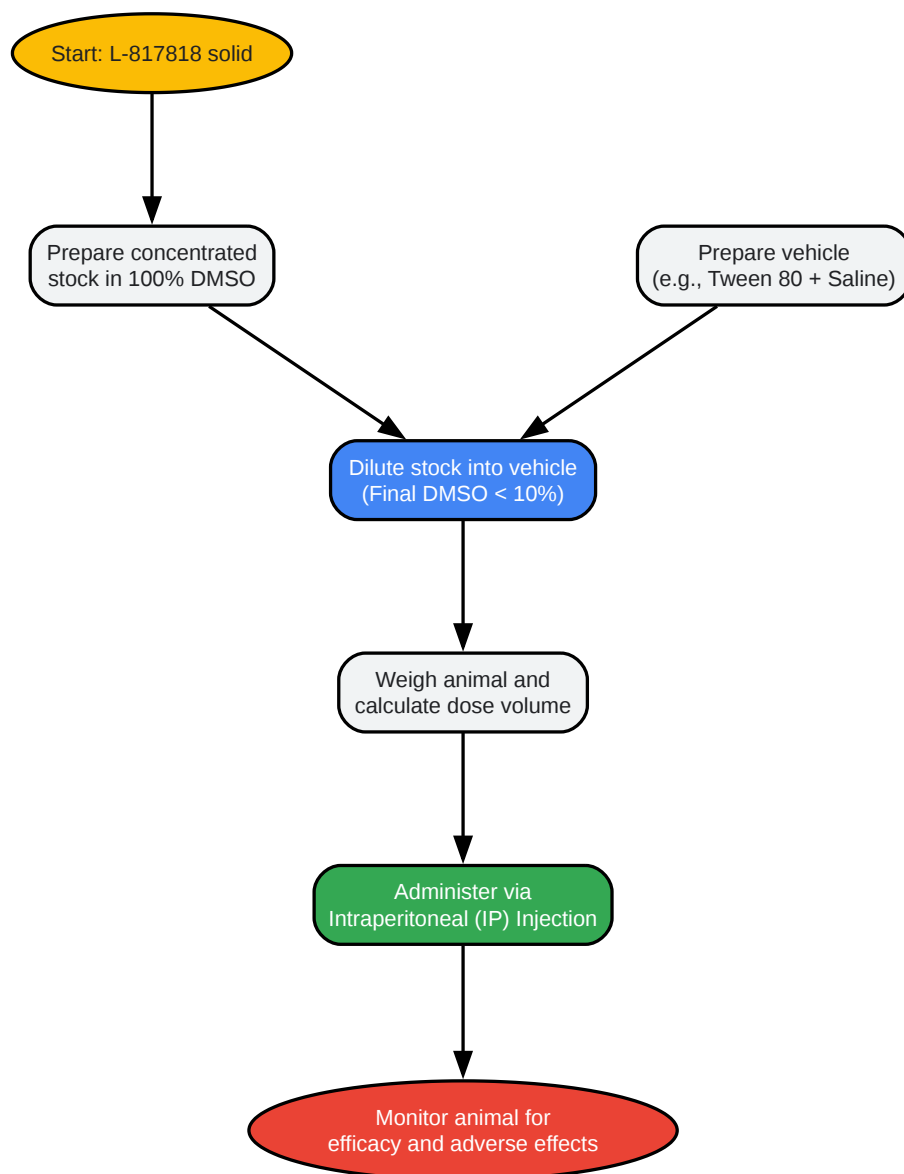 Start: L-817818 solid
Prepare concentrated
stock in 100% DMSO
Prepare vehicle
(e.g., Tween 80 + Saline)
Dilute stock into vehicle
(Final DMSO < 10%)
Weigh animal and
calculate dose volume
Administer via
Intraperitoneal (IP) Injection
Monitor animal for
efficacy and adverse effects